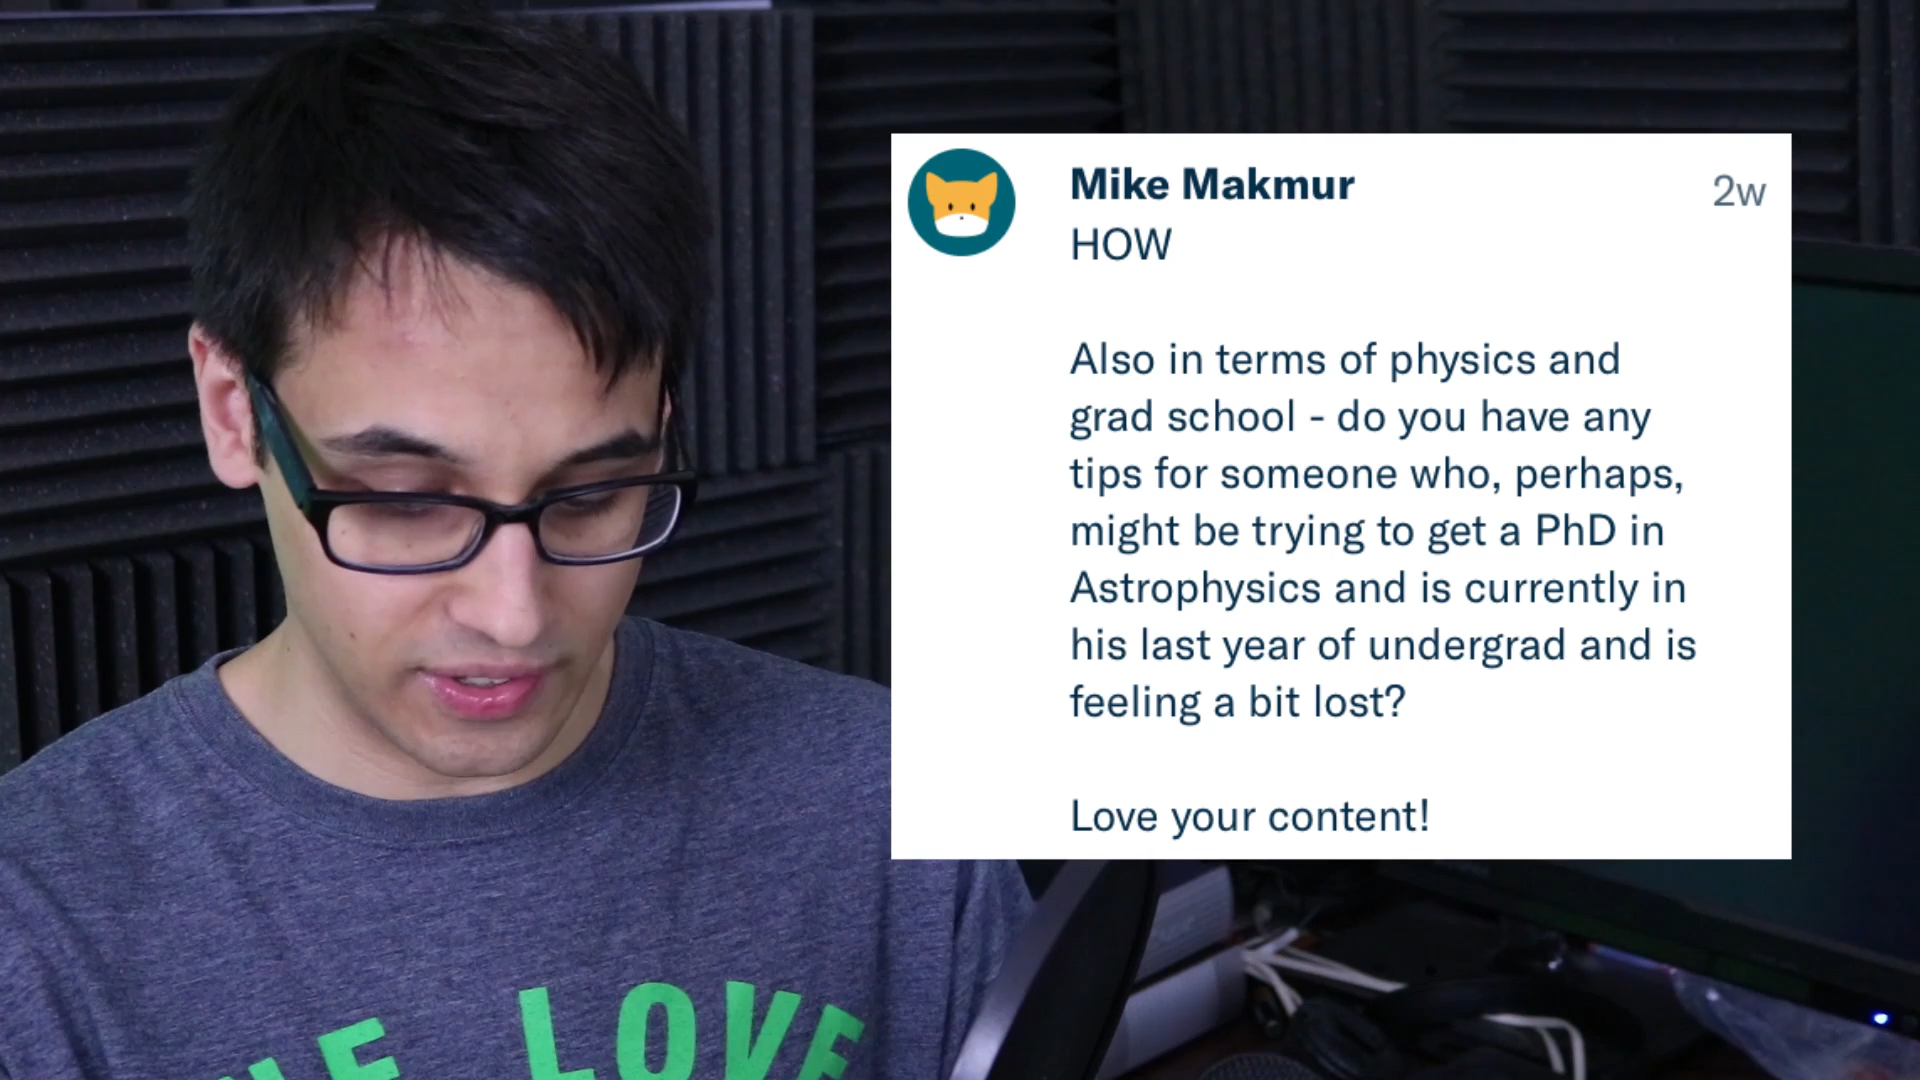 Mike Makmur
2w
HOW
Also in terms of physics and
grad school - do you have any
tips for someone who, perhaps,
might be trying to get a PhD in
Astrophysics and is currently in
his last year of undergrad and is
feeling a bit lost?
Love your content!
LOVE